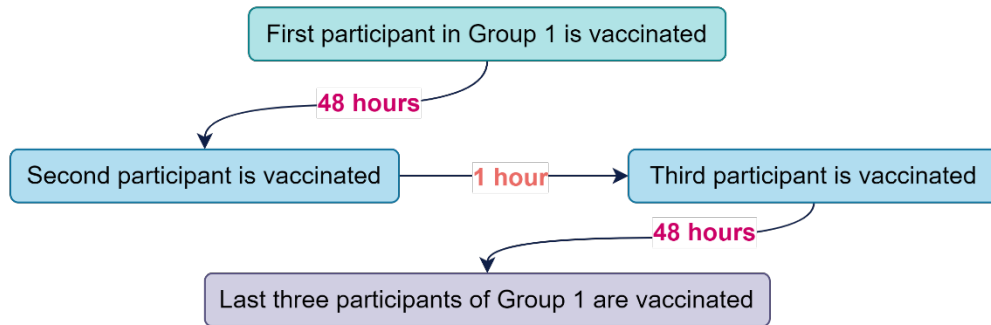 First participant in Group 1 is vaccinated
48 hours
Second participant is vaccinated
1 hour
Third participant is vaccinated
48 hours
Last three participants of Group 1 are vaccinated